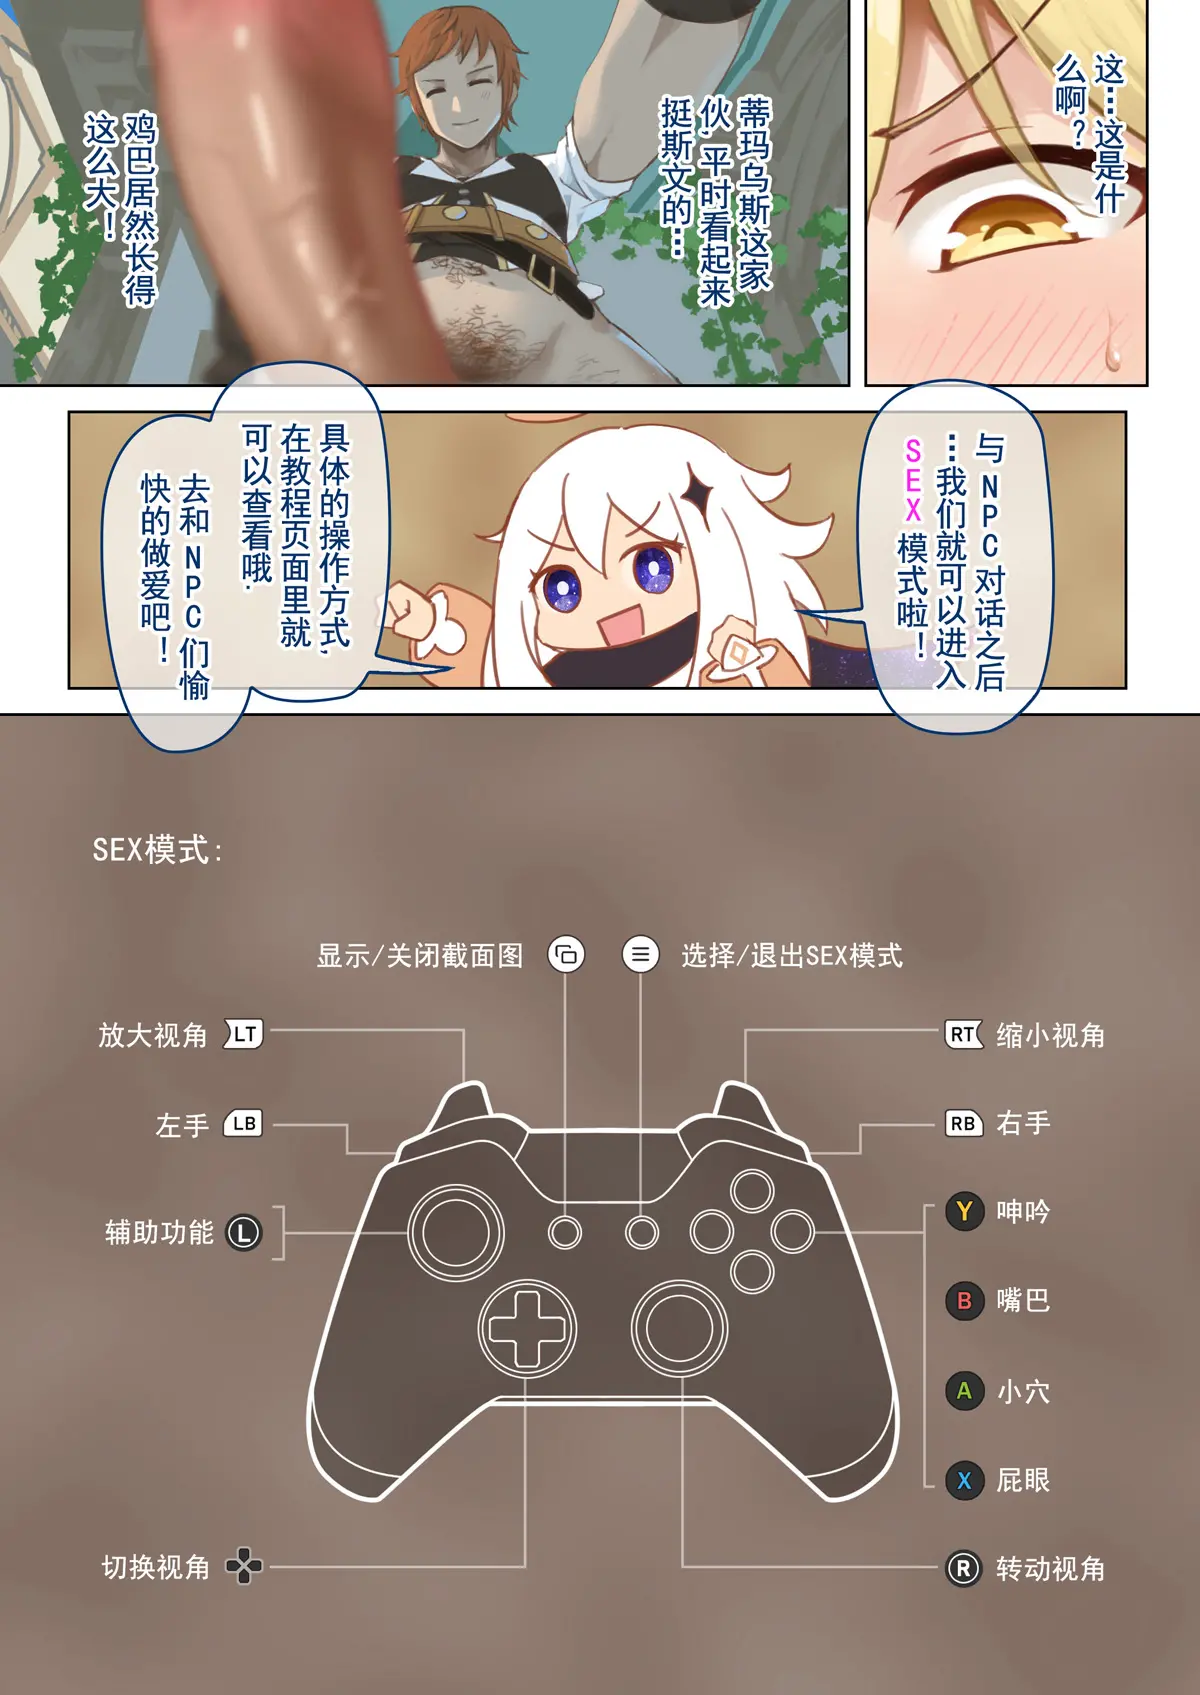 这…这是什
么啊？
蒂玛乌斯这家
伙，平时看起来
挺斯文的…
鸡巴居然长得
这么大！
与NPC对话之后
…我们就可以进入
SEX模式啦！
具体的操作方式，
在教程页面里就
可以查看哦.
去和NPC们愉
快的做爱吧！
SEX模式:
显示/关闭截面图
选择/退出SEX模式
放大视角 LT
RT 缩小视角
左手 LB
RB 右手
辅助功能 L
Y 呻吟
B 嘴巴
A 小穴
X 屁眼
切换视角
R 转动视角